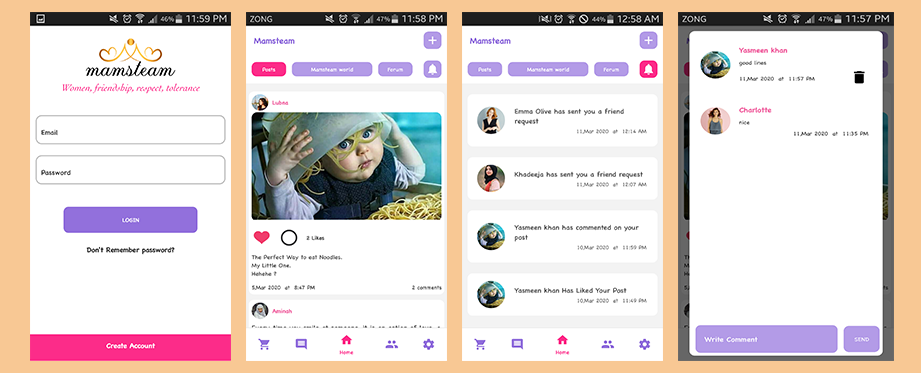 46% 11:59 PM
mamsteam
Women, friendship, respect, tolerance
Email
Password
LOGIN
Don't Remember password?
Create Account
ZONG 46% 11:58 PM
Mamsteam
Posts Mamsteam world Forum
Lubna
2 Likes
The Perfect Way to eat Noodles.
My Little One.
Hehehe ?
5,Mar 2020 at 8:47 PM 2 comments
Aminah
Every time you smile at someone, it is an action of love, a
Home
44% 12:58 AM
Mamsteam
Posts Mamsteam world Forum
Emma Olive has sent you a friend
request
11,Mar 2020 at 12:14 AM
Khadeeja has sent you a friend request
11,Mar 2020 at 12:07 AM
Yasmeen khan has commented on your
post
10,Mar 2020 at 11:59 PM
Yasmeen khan Has Liked Your Post
10,Mar 2020 at 11:49 PM
Home
ZONG 47% 11:57 PM
Yasmeen khan
good lines
11,Mar 2020 at 11:57 PM
Charlotte
nice
11,Mar 2020 at 11:35 PM
Write Comment
SEND